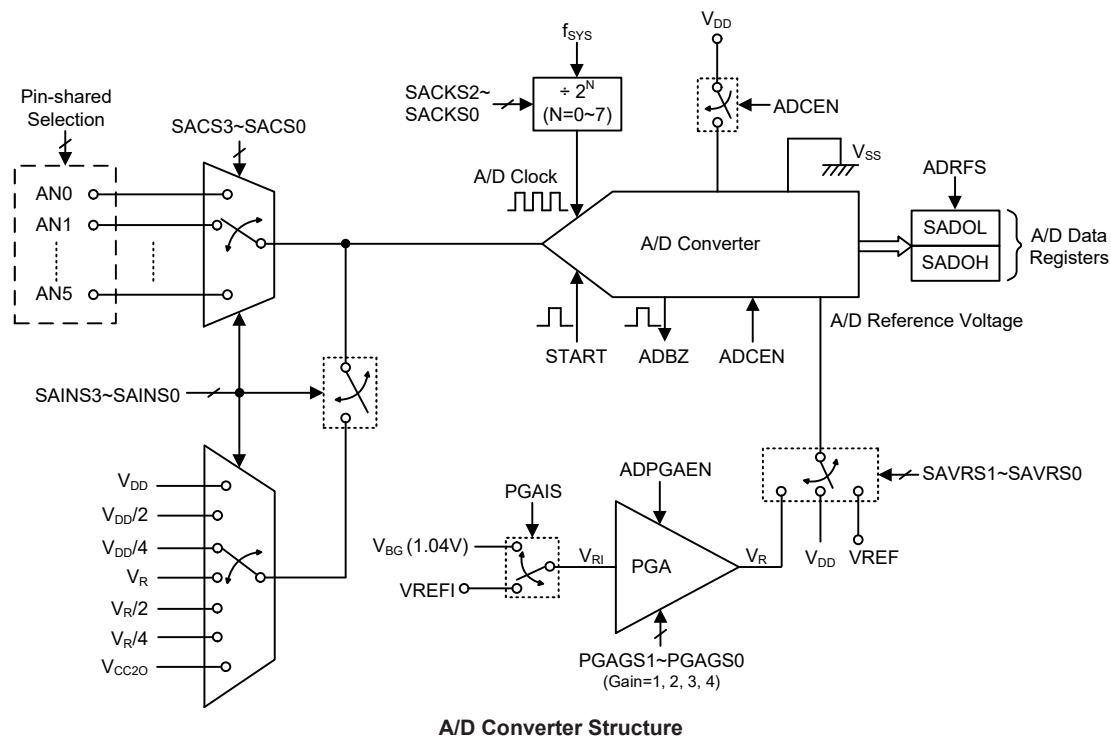 f_SYS
÷ 2^N
(N=0~7)
SACKS2~
SACKS0
A/D Clock
V_DD
ADCEN
V_SS
Pin-shared
Selection
SACS3~SACS0
AN0
AN1
AN5
A/D Converter
ADRFS
SADOL
SADOH
A/D Data
Registers
START
ADBZ
ADCEN
A/D Reference Voltage
SAINS3~SAINS0
V_DD
V_DD/2
V_DD/4
V_R
V_R/2
V_R/4
V_CC2O
PGAIS
V_BG (1.04V)
VREFI
V_RI
ADPGAEN
PGA
V_R
PGAGS1~PGAGS0
(Gain=1, 2, 3, 4)
V_DD
VREF
SAVRS1~SAVRS0
A/D Converter Structure